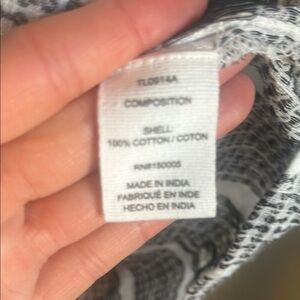 TL0914A
COMPOSITION
SHELL:
100% COTTON / COTON
RN#150005
MADE IN INDIA
FABRIQUÉ EN INDE
HECHO EN INDIA